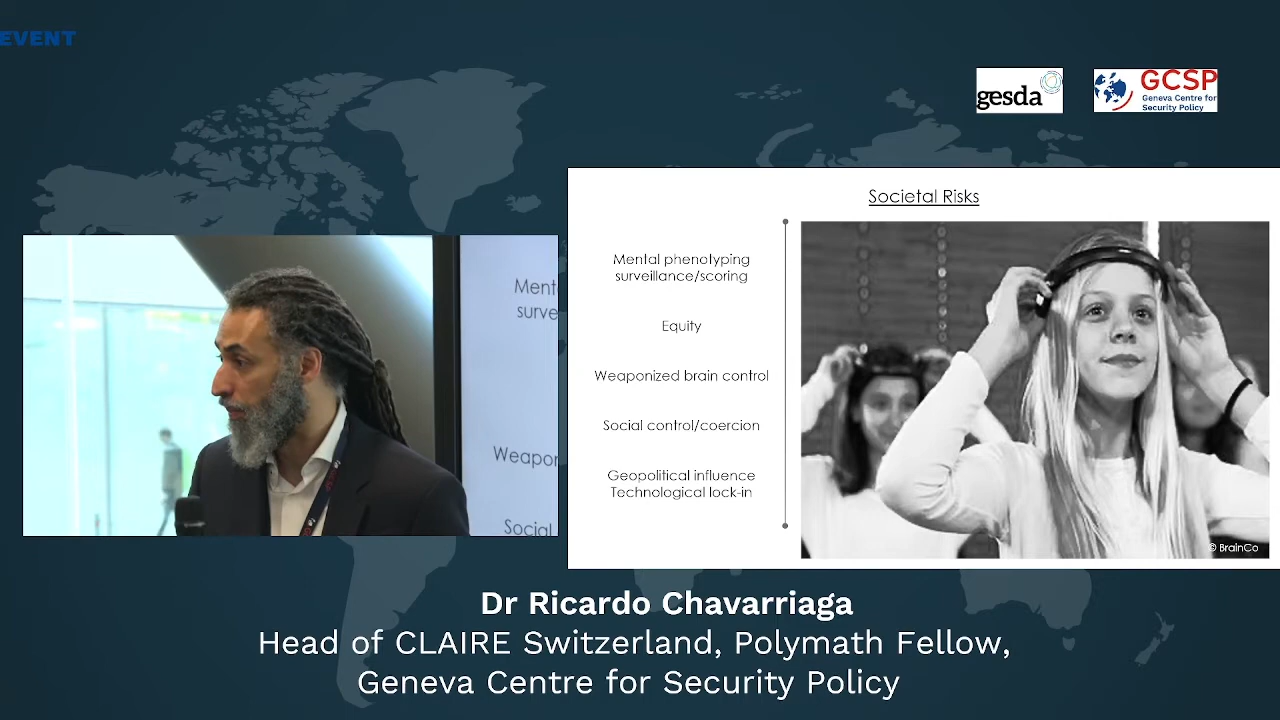 EVENT
gesda
GCSP
Geneva Centre for
Security Policy
Societal Risks
Mental phenotyping
surveillance/scoring
Equity
Weaponized brain control
Social control/coercion
Geopolitical influence
Technological lock-in
© BrainCo
Ment
surve
Weapor
Social
Dr Ricardo Chavarriaga
Head of CLAIRE Switzerland, Polymath Fellow,
Geneva Centre for Security Policy